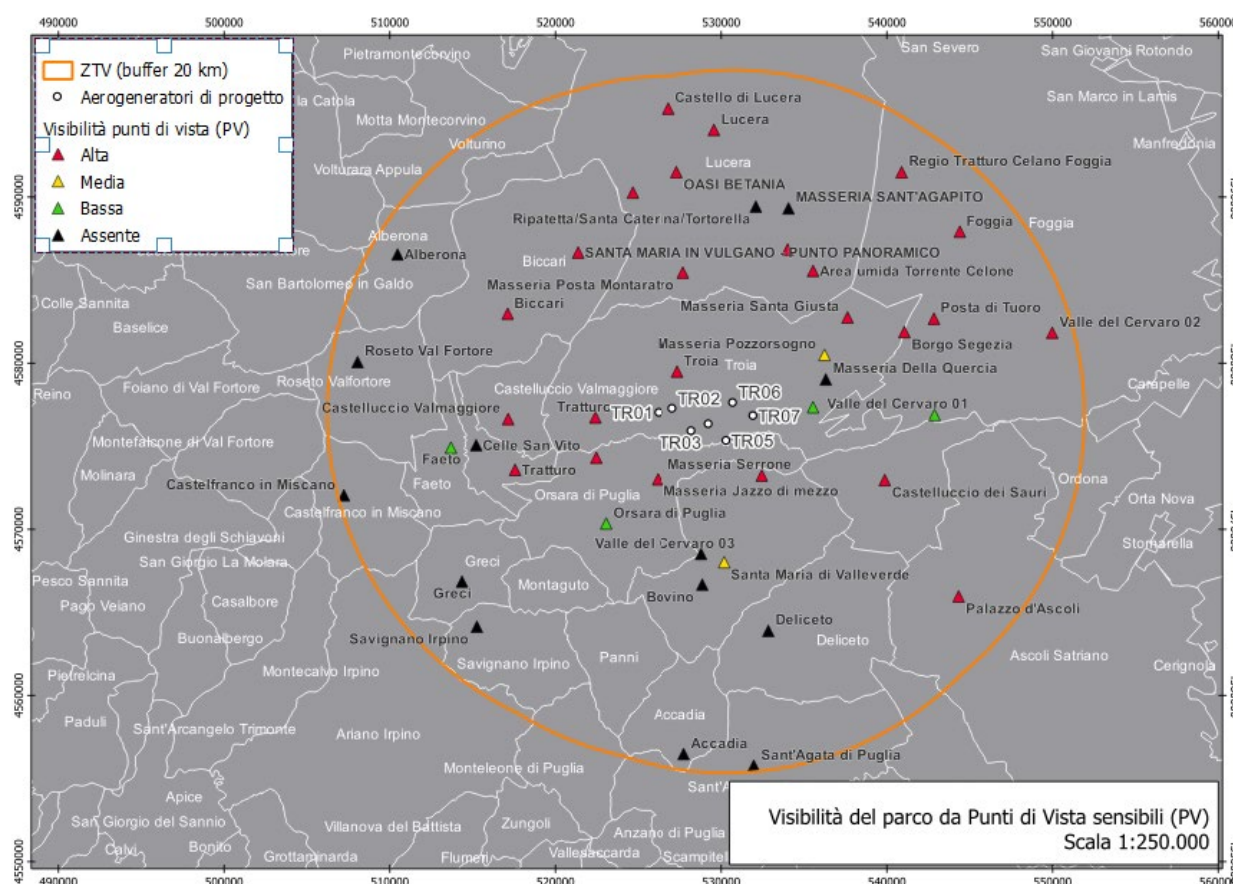 490000 500000 510000 520000 530000 540000 550000 560000
ZTV (buffer 20 km)
Aerogeneratori di progetto
Visibilità punti di vista (PV)
Alta
Media
Bassa
Assente
Pietramontecorvino
San Severo
San Giovanni Rotondo
la Catola
Castello di Lucera
San Marco in Lamis
Motta Montecorvino
Lucera
Volturino
Manfredonia
Volturara Appula
Lucera
Regio Tratturo Celano Foggia
OASI BETANIA
MASSERIA SANT'AGAPITO
4590000
Ripatetta/Santa Caterna/Tortorella
Foggia
Foggia
Alberona
Alberona
SANTA MARIA IN VULGANO - PUNTO PANORAMICO
Biccari
Area umida Torrente Celone
San Bartolomeo in Galdo
Masseria Posta Montaratro
Colle Sannita
Biccari
Masseria Santa Giusta
Posta di Tuoro
Valle del Cervaro 02
Baselice
Roseto Val Fortore
Masseria Pozzorsogno
Borgo Segezia
4580000
Troia
Troia
Masseria Della Quercia
Reino
Foiano di Val Fortore
Roseto Valfortore
Castelluccio Valmaggiore
Carapelle
TR06
TR02
Castelluccio Valmaggiore
Tratturo
TR01
TR07
Valle del Cervaro 01
Montefalcone di Val Fortore
TR03
TR05
Celle San Vito
Molinara
Faeto
Tratturo
Masseria Serrone
Castelfranco in Miscano
Faeto
Masseria Jazzo di mezzo
Castelluccio dei Sauri
Ordona
Orsara di Puglia
Orta Nova
Castelfranco in Miscano
Orsara di Puglia
4570000
Ginestra degli Schiavoni
Valle del Cervaro 03
Stornarella
San Giorgio La Molara
Greci
Pesco Sannita
Montaguto
Santa Maria di Valleverde
Casalbore
Greci
Bovino
Pago Veiano
Palazzo d'Ascoli
Deliceto
Buonalbergo
Savignano Irpino
Deliceto
Panni
Ascoli Satriano
Savignano Irpino
Cerignola
Montecalvo Irpino
Pietrelcina
4560000
Paduli
Sant'Arcangelo Trimonte
Accadia
Ariano Irpino
Accadia
Sant'Agata di Puglia
Monteleone di Puglia
Apice
San Giorgio del Sannio
Villanova del Battista
Zungoli
Anzano di Puglia
Calvi
Bonito
Grottaminarda
Flumeri
Vallesaccarda
Scampitel
4550000
Visibilità del parco da Punti di Vista sensibili (PV)
Scala 1:250.000
490000 500000 510000 520000 530000 540000 550000 560000